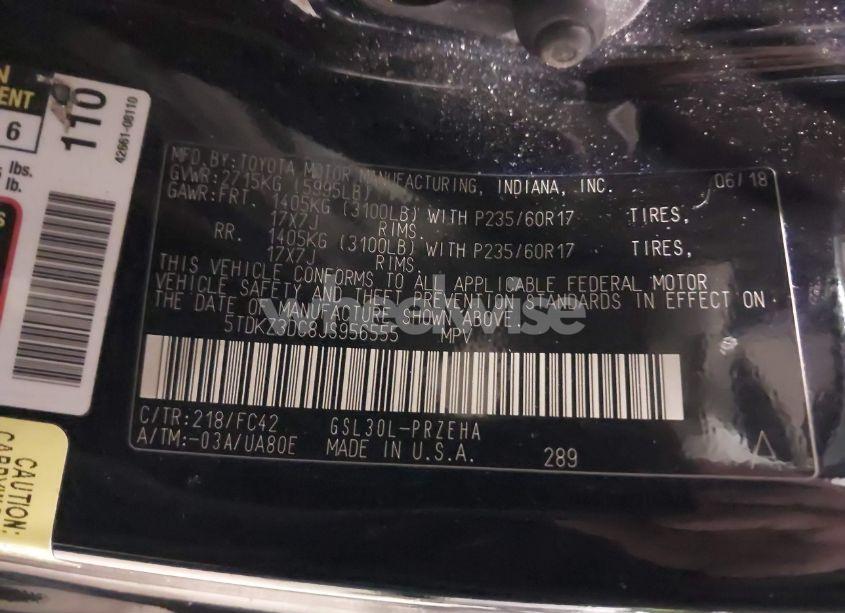 N
ENT
6
lbs.
lb.
110
42661-08110
MFD. BY: TOYOTA MOTOR MANUFACTURING, INDIANA, INC. 06/18
GVWR: 2715KG (5995LB)
GAWR: FRT. 1405KG (3100LB) WITH P235/60R17 TIRES,
17X7J RIMS.
RR. 1405KG (3100LB) WITH P235/60R17 TIRES,
17X7J RIMS.
THIS VEHICLE CONFORMS TO ALL APPLICABLE FEDERAL MOTOR
VEHICLE SAFETY AND THEFT PREVENTION STANDARDS IN EFFECT ON
THE DATE OF MANUFACTURE SHOWN ABOVE.
5TDKZ3DC8JS956555 MPV
wheelwise
C/TR: 218/FC42 GSL30L-PRZEHA
A/TM: -03A/UA80E MADE IN U.S.A. 289
CAUTION: